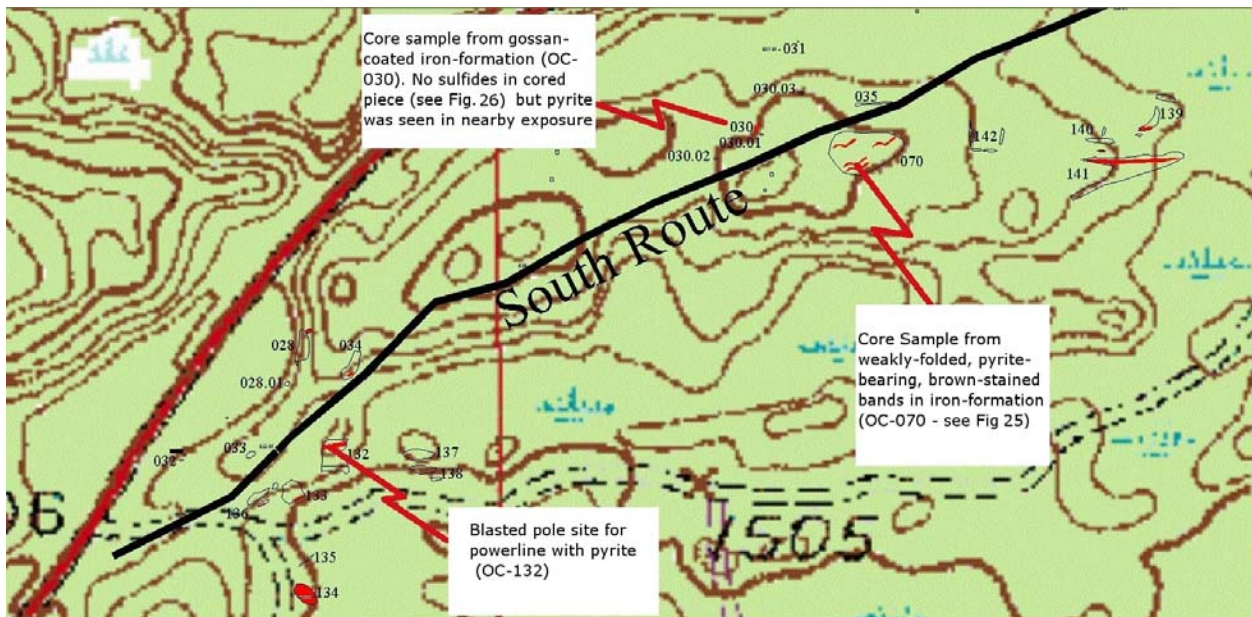 Core sample from gossan-
coated iron-formation (OC-
030). No sulfides in cored
piece (see Fig. 26) but pyrite
was seen in nearby exposure
031
030.03
035
139
030
030.01
142
140
030.02
070
141
South Route
028
034
028.01
Core Sample from
weakly-folded, pyrite-
bearing, brown-stained
bands in iron-formation
(OC-070 - see Fig 25)
033
032
132
137
138
133
136
1505
Blasted pole site for
powerline with pyrite
(OC-132)
135
134